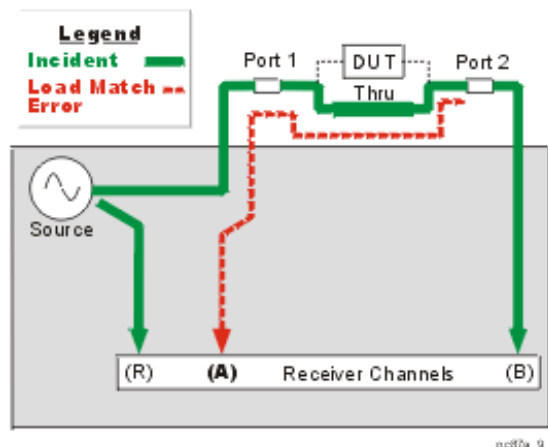 Legend
Incident
Load Match
Error
Port 1
DUT
Port 2
Thru
Source
(R)
(A)
Receiver Channels
(B)